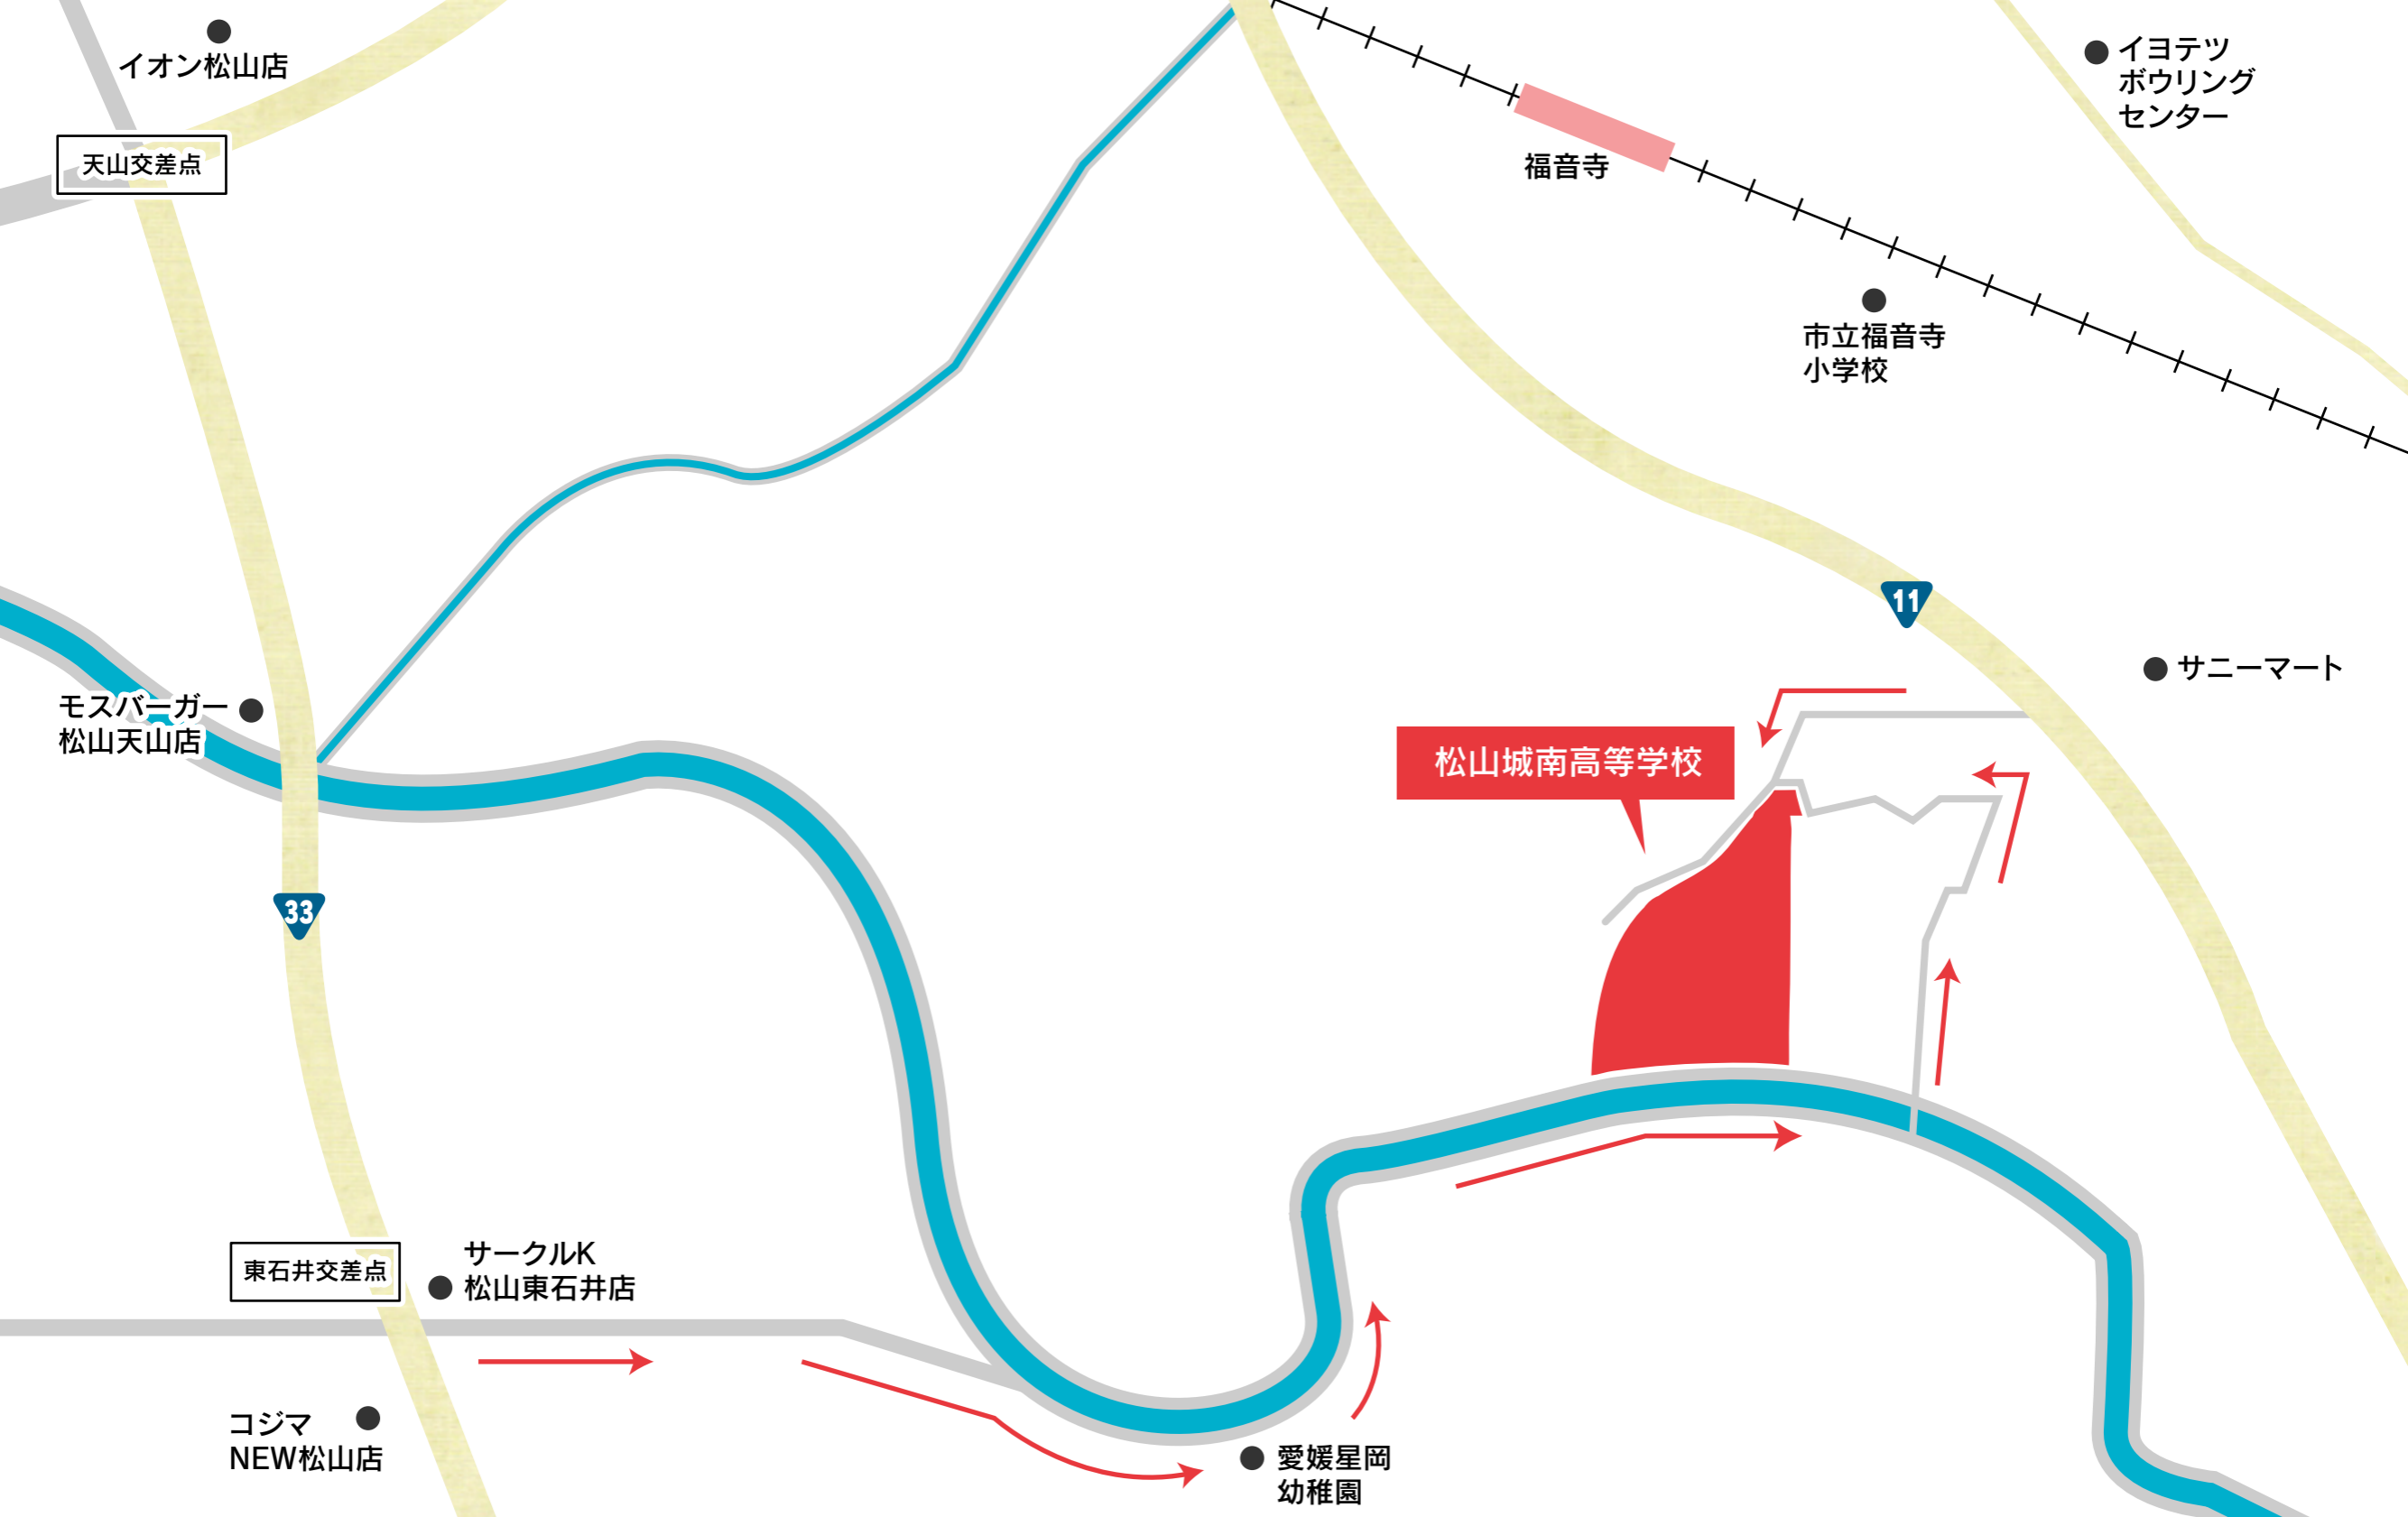 イオン松山店
天山交差点
イヨテツ
ボウリング
センター
福音寺
市立福音寺
小学校
11
サニーマート
モスバーガー
松山天山店
松山城南高等学校
33
東石井交差点
サークルK
松山東石井店
コジマ
NEW松山店
愛媛星岡
幼稚園